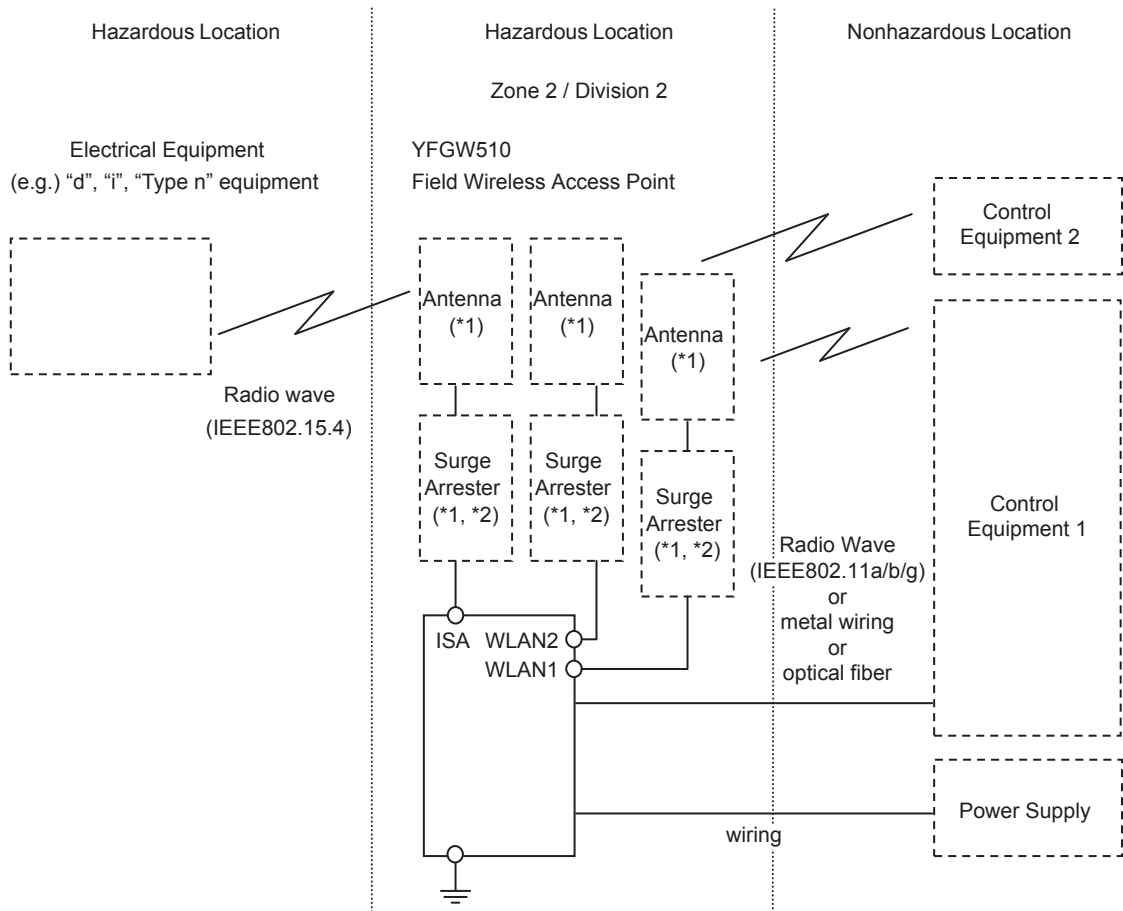 Hazardous Location
Hazardous Location
Nonhazardous Location
Zone 2 / Division 2
Electrical Equipment
(e.g.) “d”, “i”, “Type n” equipment
YFGW510
Field Wireless Access Point
Control
Equipment 2
Antenna
(*1)
Antenna
(*1)
Antenna
(*1)
Radio wave
(IEEE802.15.4)
Surge
Arrester
(*1, *2)
Surge
Arrester
(*1, *2)
Surge
Arrester
(*1, *2)
Control
Equipment 1
Radio Wave
(IEEE802.11a/b/g)
or
metal wiring
or
optical fiber
ISA
WLAN2
WLAN1
Power Supply
wiring